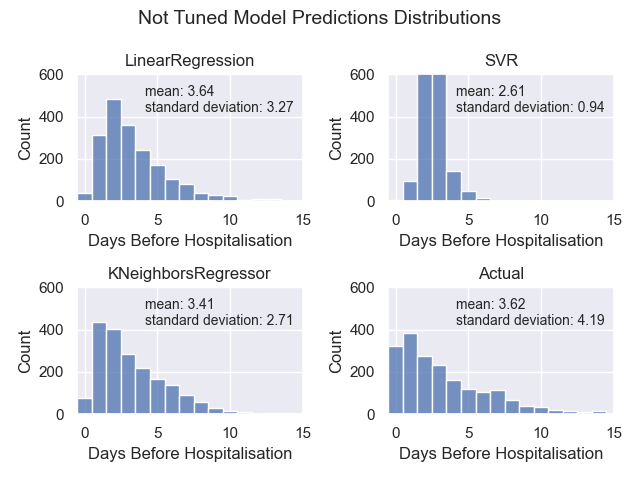 Not Tuned Model Predictions Distributions
LinearRegression
600
400
200
0
Count
mean: 3.64
standard deviation: 3.27
0 5 10 15
Days Before Hospitalisation
SVR
600
400
200
0
Count
mean: 2.61
standard deviation: 0.94
0 5 10 15
Days Before Hospitalisation
KNeighborsRegressor
600
400
200
0
Count
mean: 3.41
standard deviation: 2.71
0 5 10 15
Days Before Hospitalisation
Actual
600
400
200
0
Count
mean: 3.62
standard deviation: 4.19
0 5 10 15
Days Before Hospitalisation